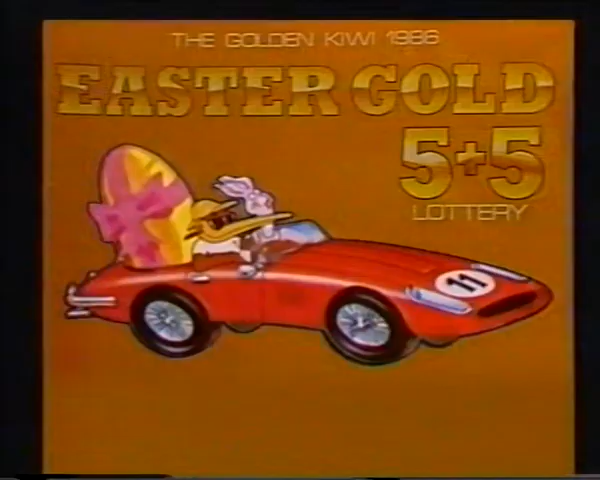 THE GOLDEN KIWI 1986
EASTER GOLD
5+5
LOTTERY
11